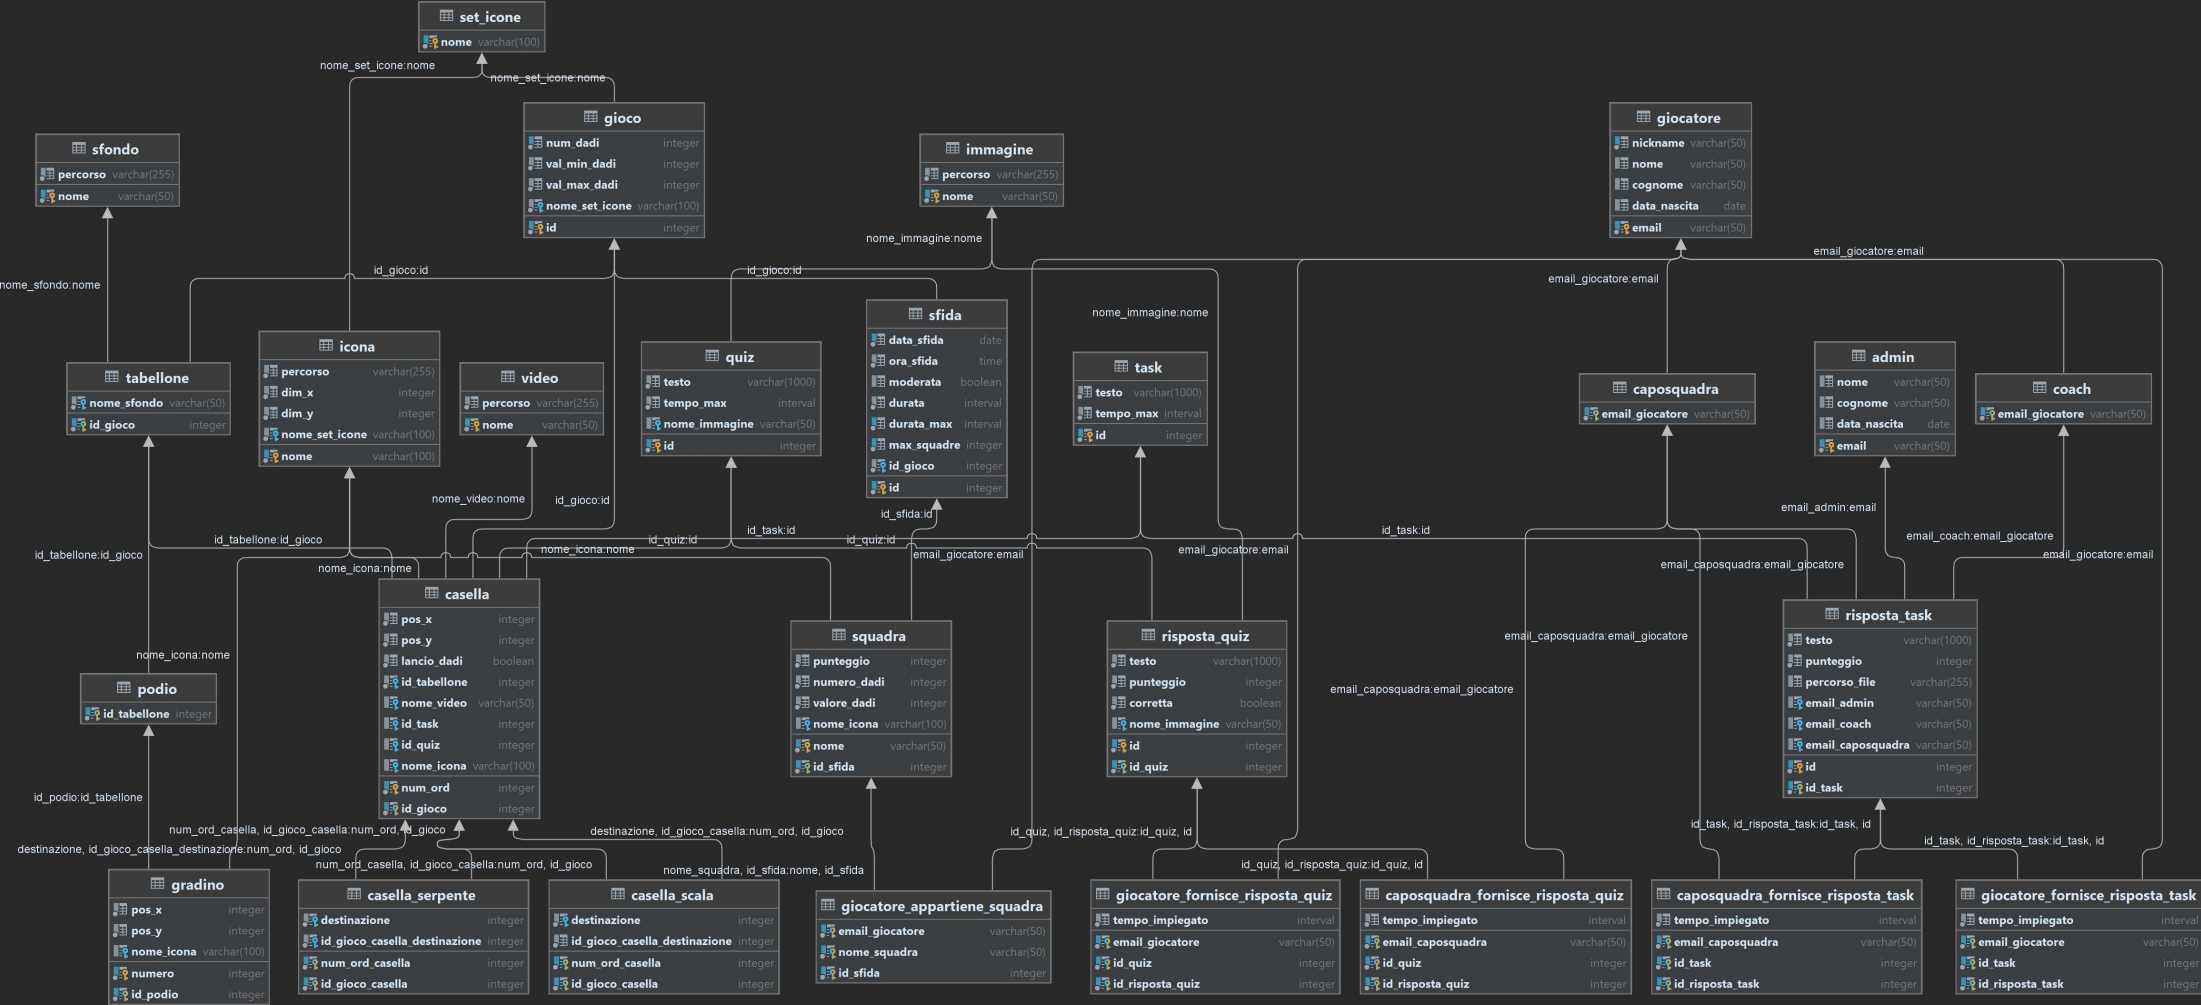 set_icone
nome varchar(100)
nome_set_icone:nome
nome_set_icone:nome
gioco
num_dadi integer
val_min_dadi integer
val_max_dadi integer
nome_set_icone varchar(100)
id integer
giocatore
nickname varchar(50)
nome varchar(50)
cognome varchar(50)
data_nascita date
email varchar(50)
sfondo
percorso varchar(255)
nome varchar(50)
immagine
percorso varchar(255)
nome varchar(50)
nome_immagine:nome
email_giocatore:email
id_gioco:id
id_gioco:id
email_giocatore:email
nome_sfondo:nome
nome_immagine:nome
sfida
data_sfida date
ora_sfida time
moderata boolean
durata interval
durata_max interval
max_squadre integer
id_gioco integer
id integer
icona
percorso varchar(255)
dim_x integer
dim_y integer
nome_set_icone varchar(100)
nome varchar(100)
quiz
testo varchar(1000)
tempo_max interval
nome_immagine varchar(50)
id integer
task
testo varchar(1000)
tempo_max interval
id integer
admin
nome varchar(50)
cognome varchar(50)
data_nascita date
email varchar(50)
tabellone
nome_sfondo varchar(50)
id_gioco integer
video
percorso varchar(255)
nome varchar(50)
caposquadra
email_giocatore varchar(50)
coach
email_giocatore varchar(50)
nome_video:nome
id_gioco:id
id_sfida:id
email_admin:email
id_task:id
id_task:id
id_tabellone:id_gioco
id_quiz:id
id_quiz:id
email_coach:email_giocatore
id_tabellone:id_gioco
nome_icona:nome
email_giocatore:email
email_giocatore:email
email_giocatore:email
nome_icona:nome
email_caposquadra:email_giocatore
casella
pos_x integer
pos_y integer
lancio_dadi boolean
id_tabellone integer
nome_video varchar(50)
id_task integer
id_quiz integer
nome_icona varchar(100)
num_ord integer
id_gioco integer
squadra
punteggio integer
numero_dadi integer
valore_dadi integer
nome_icona varchar(100)
nome varchar(50)
id_sfida integer
risposta_quiz
testo varchar(1000)
punteggio integer
corretta boolean
nome_immagine varchar(50)
id integer
id_quiz integer
risposta_task
testo varchar(1000)
punteggio integer
percorso_file varchar(255)
email_admin varchar(50)
email_coach varchar(50)
email_caposquadra varchar(50)
id integer
id_task integer
email_caposquadra:email_giocatore
nome_icona:nome
podio
id_tabellone integer
email_caposquadra:email_giocatore
id_podio:id_tabellone
num_ord_casella, id_gioco_casella:num_ord, id_gioco
destinazione, id_gioco_casella:num_ord, id_gioco
id_quiz, id_risposta_quiz:id_quiz, id
id_task, id_risposta_task:id_task, id
destinazione, id_gioco_casella_destinazione:num_ord, id_gioco
id_task, id_risposta_task:id_task, id
num_ord_casella, id_gioco_casella:num_ord, id_gioco
nome_squadra, id_sfida:nome, id_sfida
id_quiz, id_risposta_quiz:id_quiz, id
gradino
pos_x integer
pos_y integer
nome_icona varchar(100)
numero integer
id_podio integer
casella_serpente
destinazione integer
id_gioco_casella_destinazione integer
num_ord_casella integer
id_gioco_casella integer
casella_scala
destinazione integer
id_gioco_casella_destinazione integer
num_ord_casella integer
id_gioco_casella integer
giocatore_appartiene_squadra
email_giocatore varchar(50)
nome_squadra varchar(50)
id_sfida integer
giocatore_fornisce_risposta_quiz
tempo_impiegato interval
email_giocatore varchar(50)
id_quiz integer
id_risposta_quiz integer
caposquadra_fornisce_risposta_quiz
tempo_impiegato interval
email_caposquadra varchar(50)
id_quiz integer
id_risposta_quiz integer
caposquadra_fornisce_risposta_task
tempo_impiegato interval
email_caposquadra varchar(50)
id_task integer
id_risposta_task integer
giocatore_fornisce_risposta_task
tempo_impiegato interval
email_giocatore varchar(50)
id_task integer
id_risposta_task integer